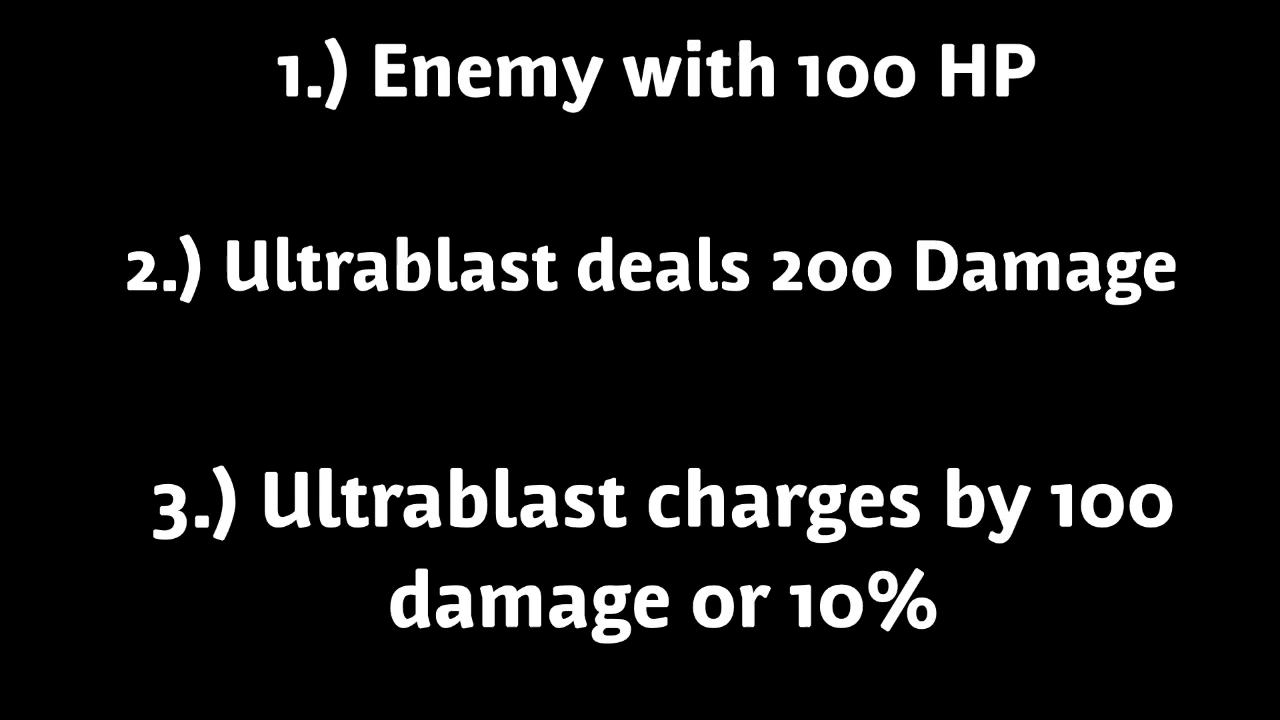 1.) Enemy with 100 HP
2.) Ultrablast deals 200 Damage
3.) Ultrablast charges by 100
damage or 10%